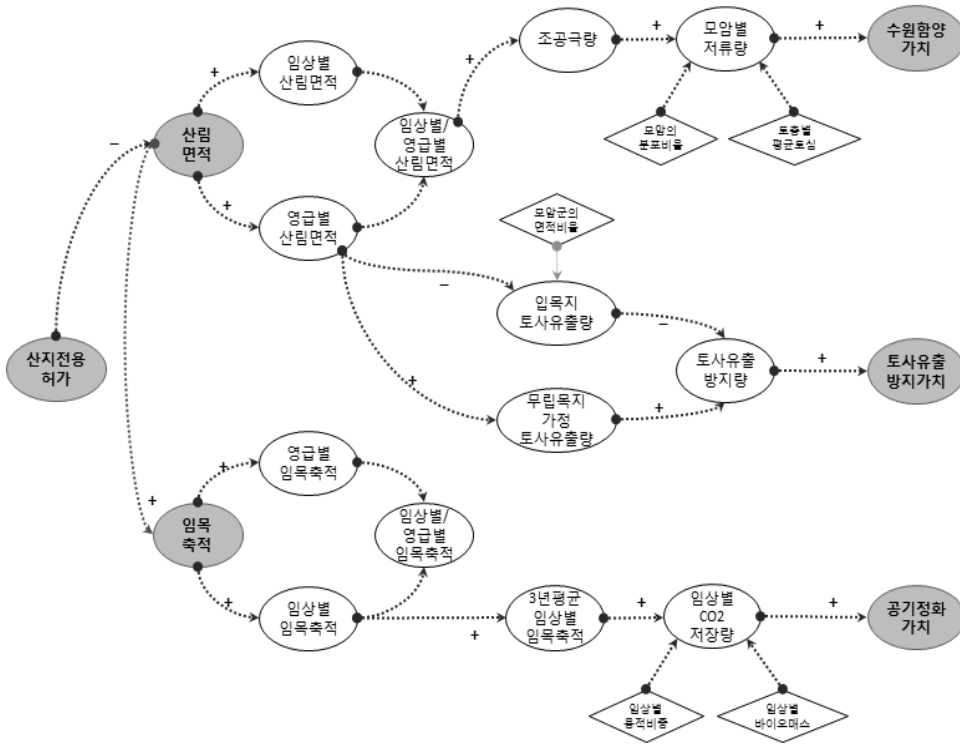 조공극량
+
모암별
저류량
+
수원함양
가치
+
임상별
산림면적
+
산림
면적
임상별/
영급별
산림면적
모암의
분포비율
토층별
평균토심
−
+
영급별
산림면적
모암군의
면적비율
−
입목지
토사유출량
−
산지전용
허가
토사유출
방지량
+
토사유출
방지가치
+
무립목지
가정
토사유출량
+
영급별
임목축적
+
+
임목
축적
임상별/
영급별
임목축적
+
임상별
임목축적
+
3년평균
임상별
임목축적
+
임상별
CO2
저장량
+
공기정화
가치
임상별
용적비중
임상별
바이오매스